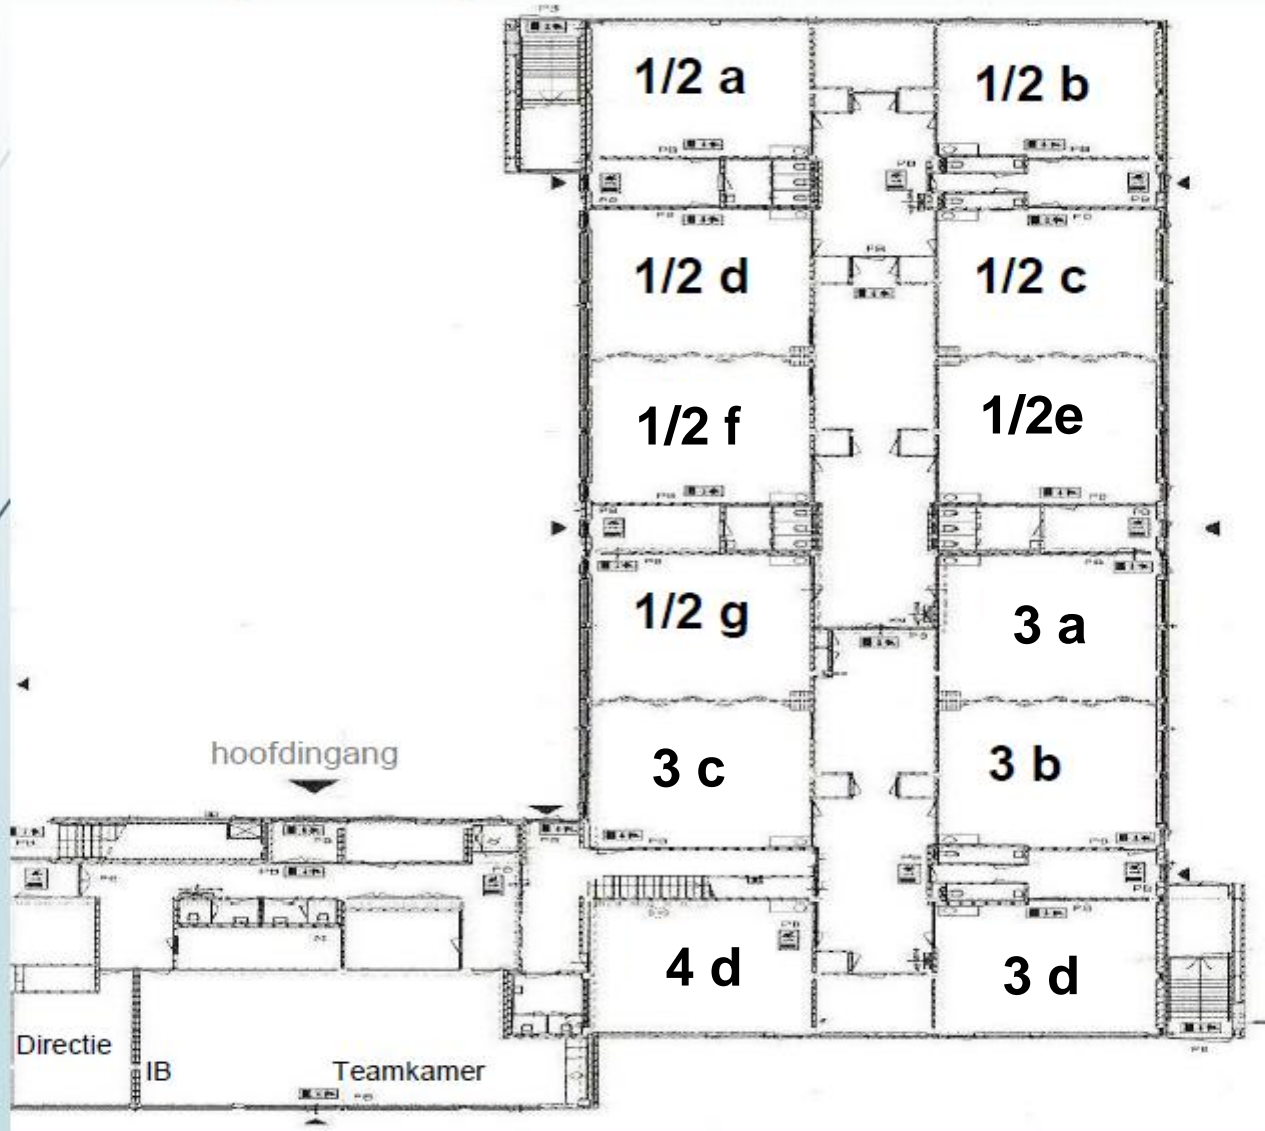 1/2 a
1/2 b
1/2 d
1/2 c
1/2 f
1/2e
1/2 g
3 a
hoofdingang
3 c
3 b
4 d
3 d
Directie
IB
Teamkamer